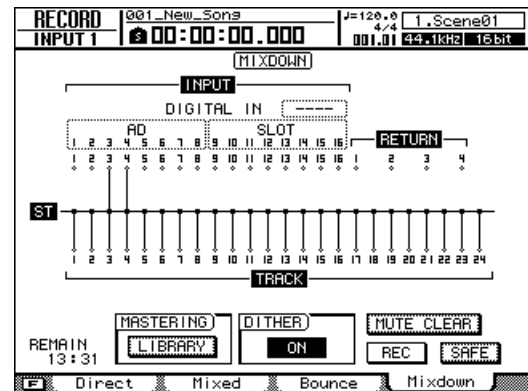 RECORD
INPUT 1
001_New_Song
S 00:00:00.000
♩=120.0
4/4
001.01
1.Scene01
44.1kHz 16bit
MIXDOWN
INPUT
DIGITAL IN ----
AD SLOT
1 2 3 4 5 6 7 8 9 10 11 12 13 14 15 16
RETURN
1 2 3 4 5 6 7 8 9 10 11 12 13 14 15 16 1 2 3 4
ST
1 2 3 4 5 6 7 8 9 10 11 12 13 14 15 16 17 18 19 20 21 22 23 24
TRACK
MASTERING DITHER MUTE CLEAR
REMAIN
13:31
LIBRARY ON REC SAFE
F Direct Mixed Bounce Mixdown